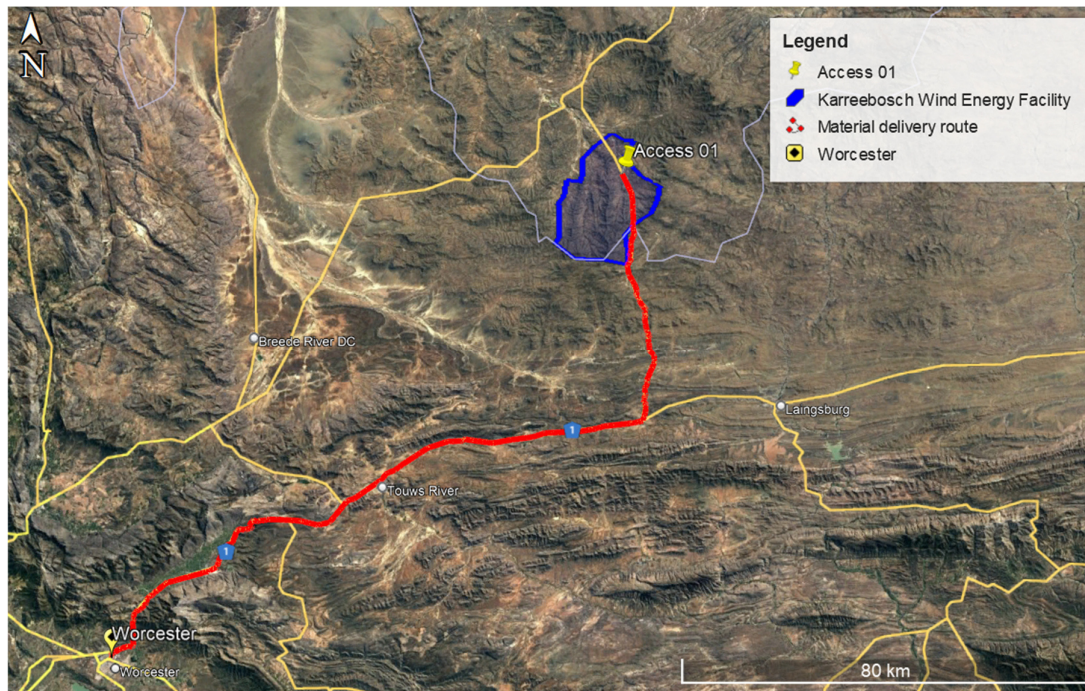 N
Legend
Access 01
Karreebosch Wind Energy Facility
Material delivery route
Worcester
Access 01
Breede River DC
Laingsburg
1
Touws River
1
Worcester
Worcester
80 km